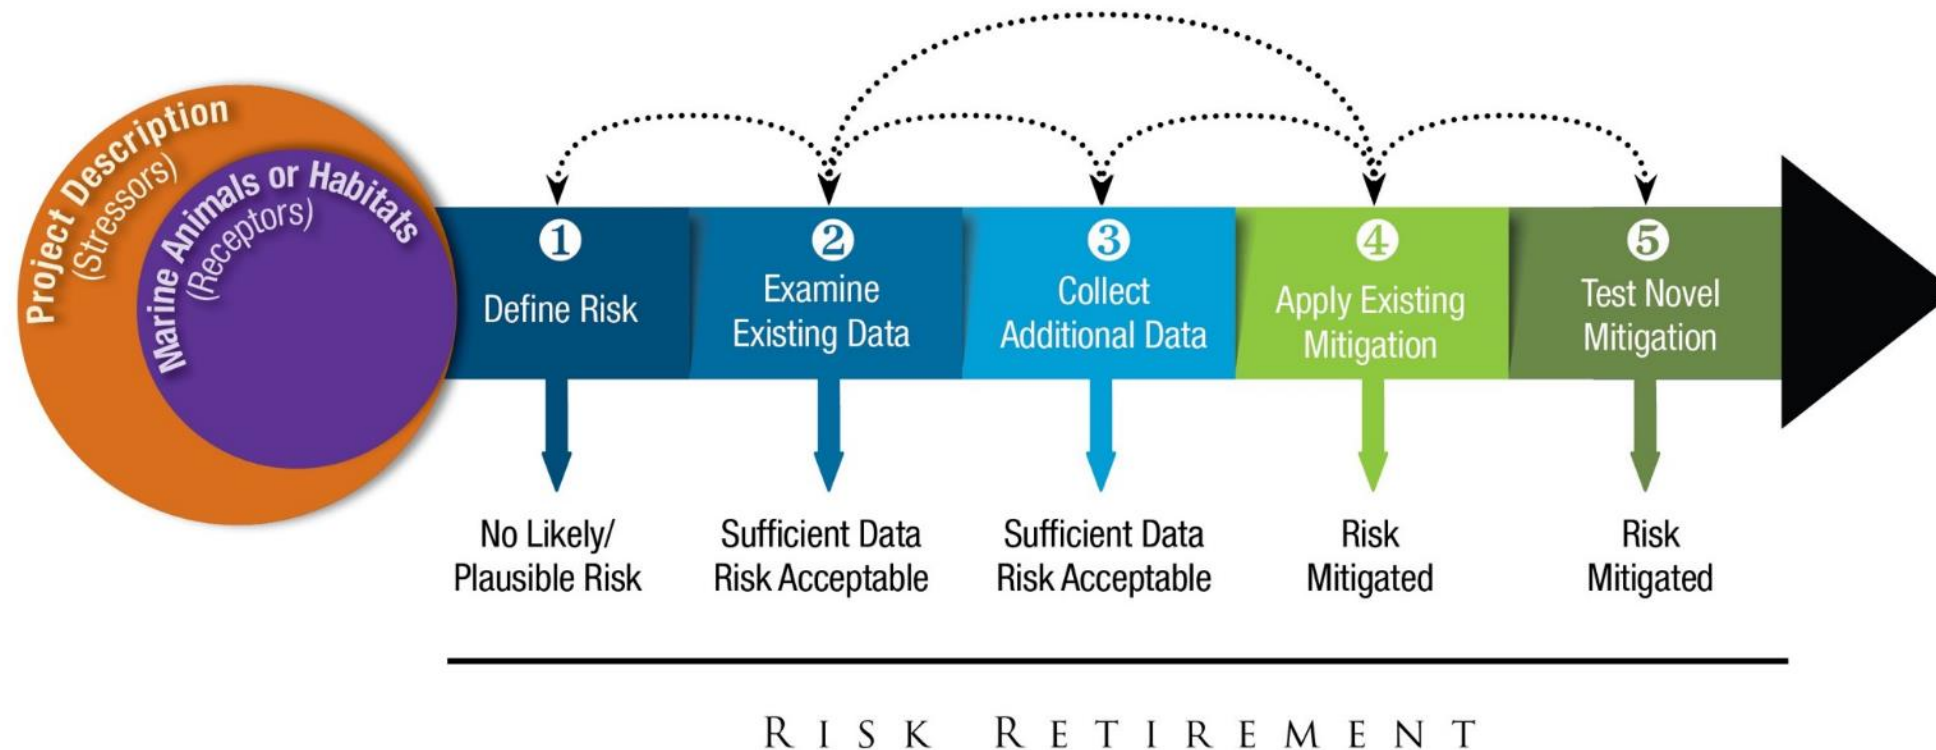 Project Description
(Stressors)
Marine Animals or Habitats
(Receptors)
1
Define Risk
2
Examine
Existing Data
3
Collect
Additional Data
4
Apply Existing
Mitigation
5
Test Novel
Mitigation
No Likely/
Plausible Risk
Sufficient Data
Risk Acceptable
Sufficient Data
Risk Acceptable
Risk
Mitigated
Risk
Mitigated
RISK RETIREMENT